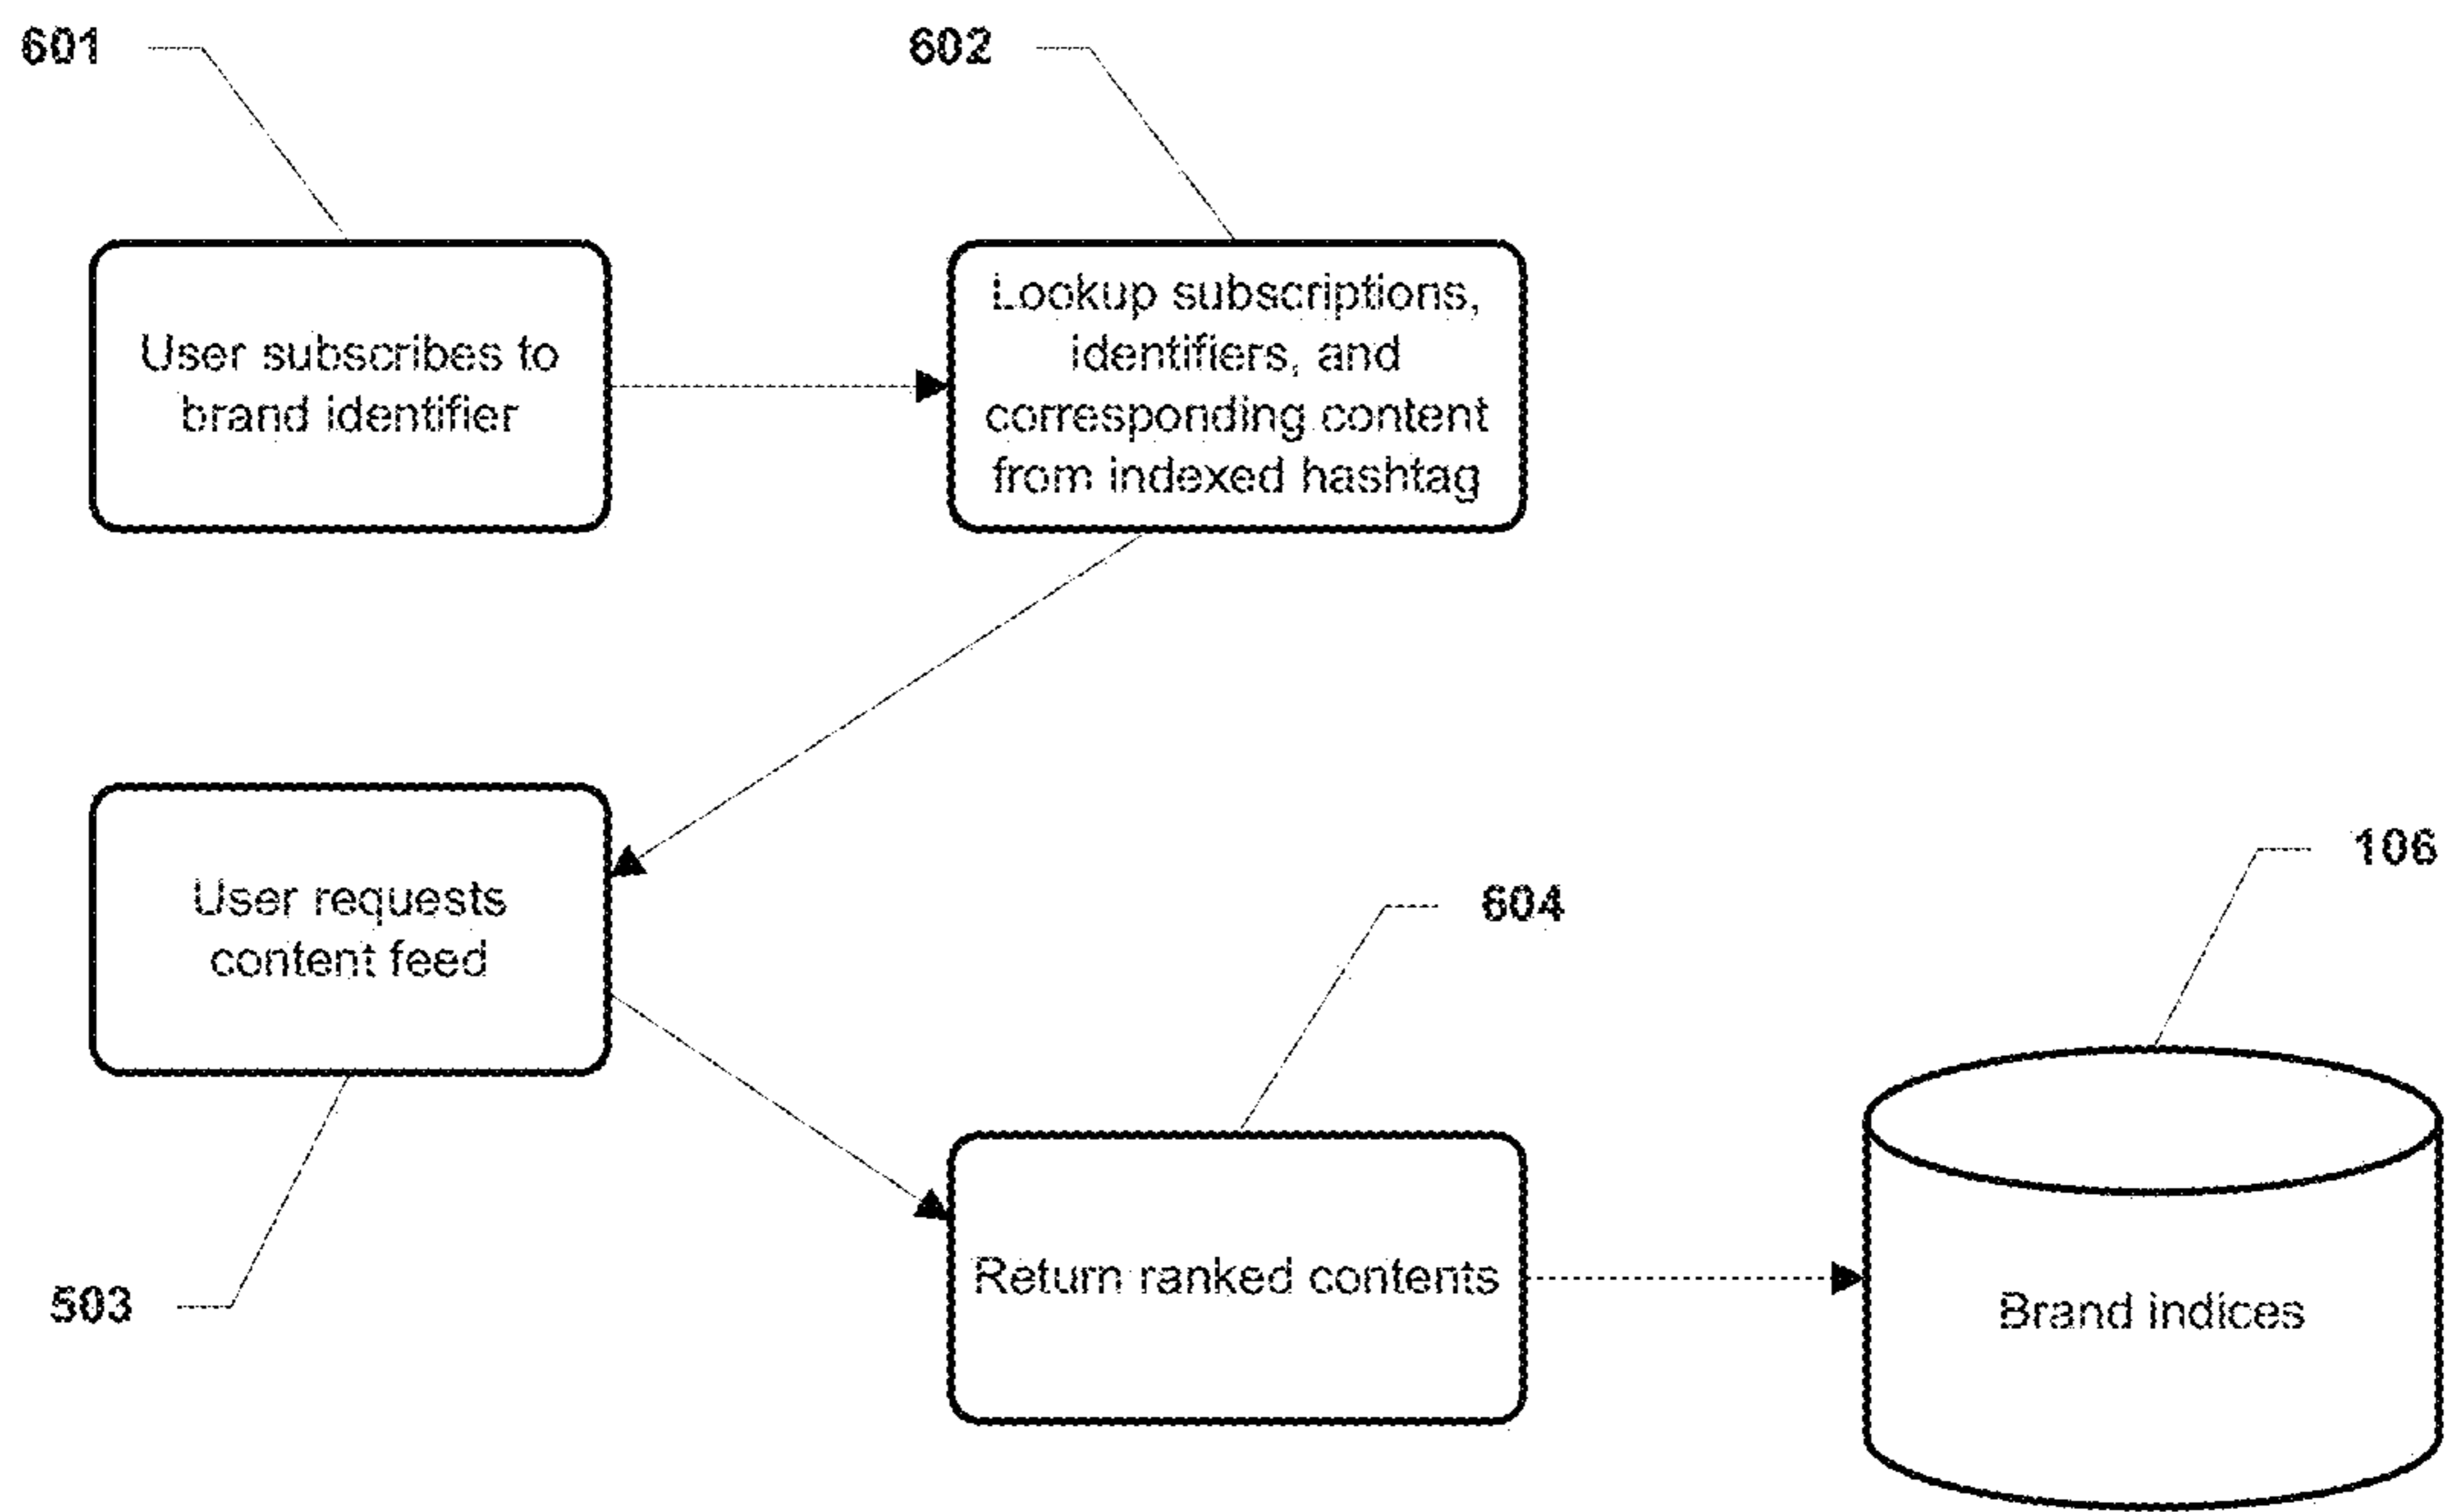 601
602
User subscribes to
brand identifier
Lookup subscriptions,
identifiers, and
corresponding content
from indexed hashtag
User requests
content feed
604
106
503
Return ranked contents
Brand indices